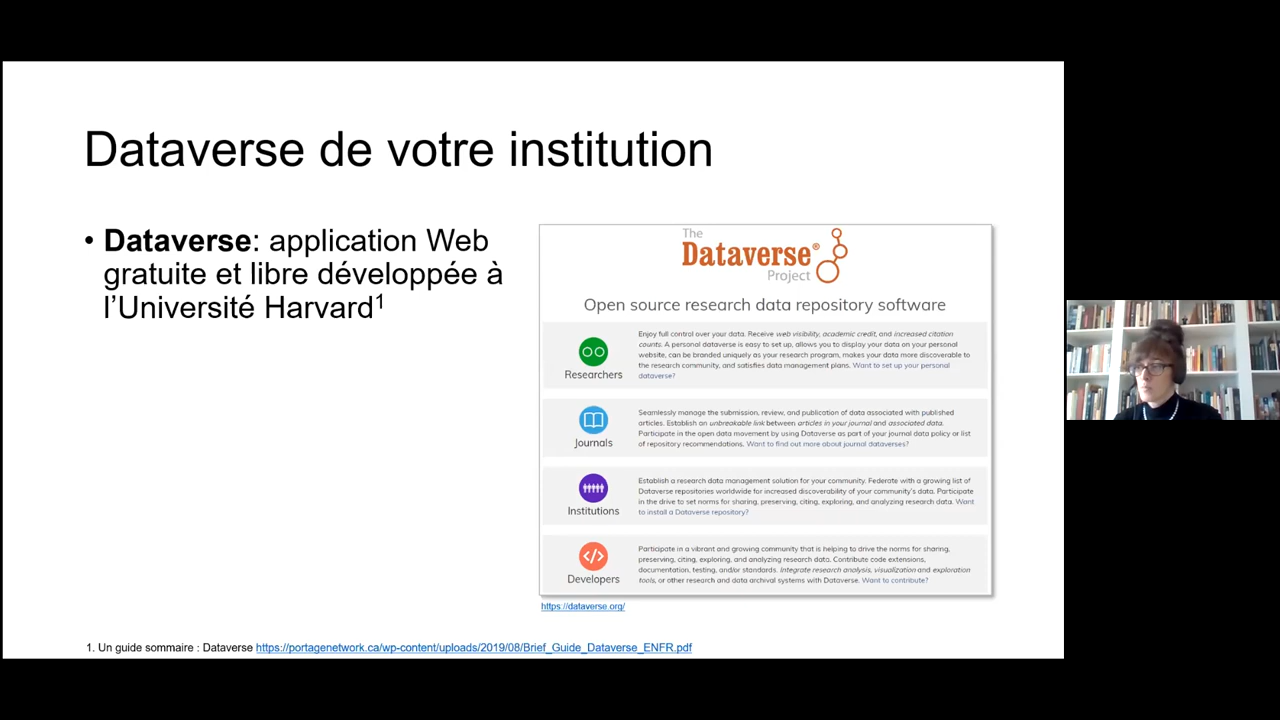 Dataverse de votre institution
• Dataverse: application Web
gratuite et libre développée à
l’Université Harvard1
The
Dataverse®
Project
Open source research data repository software
Researchers
Enjoy full control over your data. Receive web visibility, academic credit, and increased citation
counts. A personal dataverse is easy to set up, allows you to display your data on your personal
website, can be branded uniquely as your research program, makes your data more discoverable to
the research community, and satisfies data management plans. Want to set up your personal
dataverse?
Journals
Seamlessly manage the submission, review, and publication of data associated with published
articles. Establish an unbreakable link between articles in your journal and associated data.
Participate in the open data movement by using Dataverse as part of your journal data policy or list
of repository recommendations. Want to find out more about journal dataverses?
Institutions
Establish a research data management solution for your community. Federate with a growing list of
Dataverse repositories worldwide for increased discoverability of your community's data. Participate
in the drive to set norms for sharing, preserving, citing, exploring, and analyzing research data. Want
to install a Dataverse repository?
Developers
Participate in a vibrant and growing community that is helping to drive the norms for sharing,
preserving, citing, exploring, and analyzing research data. Contribute code extensions,
documentation, testing, and/or standards. Integrate research analysis, visualization and exploration
tools, or other research and data archival systems with Dataverse. Want to contribute?
https://dataverse.org/
1. Un guide sommaire : Dataverse https://portagenetwork.ca/wp-content/uploads/2019/08/Brief_Guide_Dataverse_ENFR.pdf